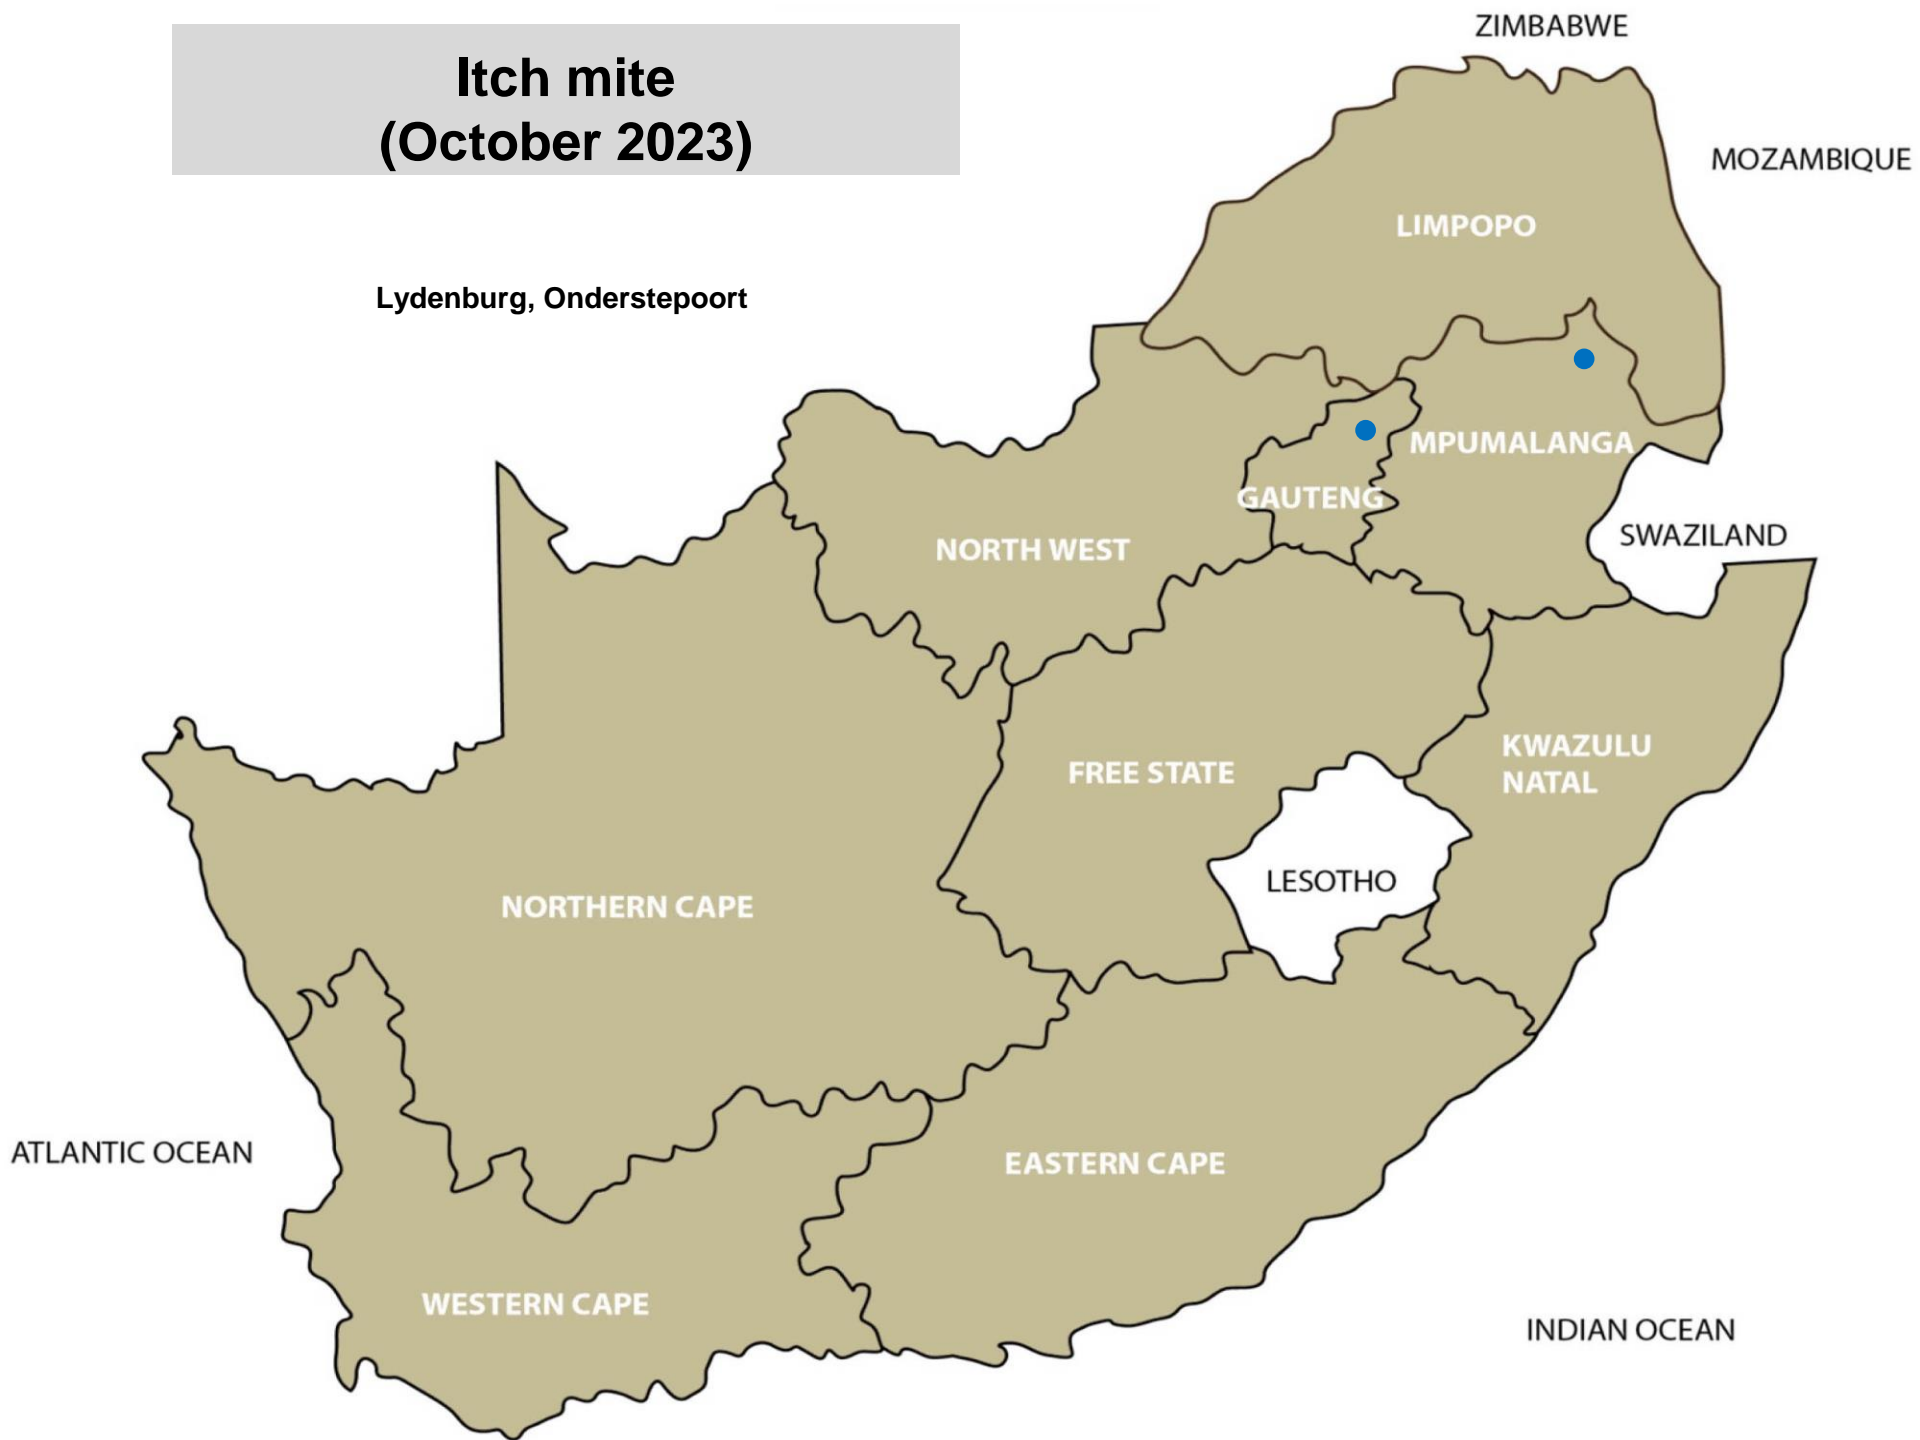 Itch mite
(October 2023)
Lydenburg, Onderstepoort
ZIMBABWE
MOZAMBIQUE
LIMPOPO
MPUMALANGA
GAUTENG
SWAZILAND
NORTH WEST
FREE STATE
KWAZULU
NATAL
LESOTHO
NORTHERN CAPE
ATLANTIC OCEAN
EASTERN CAPE
WESTERN CAPE
INDIAN OCEAN